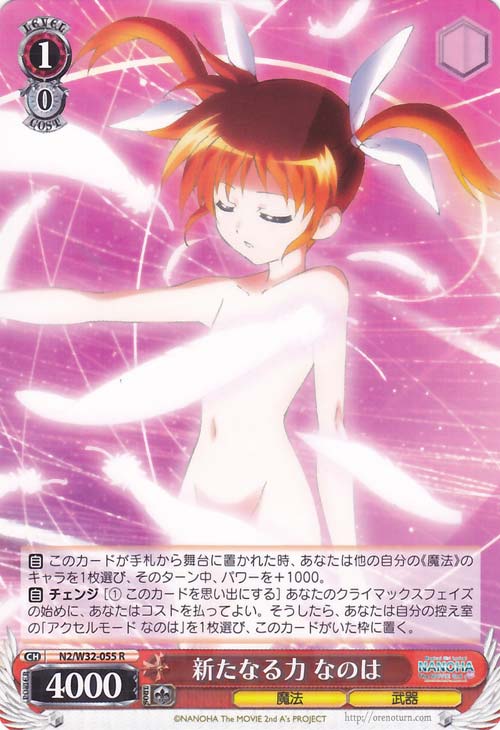 LEVEL
1
0
COST
自 このカードが手札から舞台に置かれた時、あなたは他の自分の《魔法》の
キャラを1枚選び、そのターン中、パワーを+1000。
自 チェンジ [① このカードを思い出にする] あなたのクライマックスフェイズ
の始めに、あなたはコストを払ってよい。そうしたら、あなたは自分の控え室
の「アクセルモード なのは」を1枚選び、このカードがいた枠に置く。
CH N2/W32-055 R
新たなる力 なのは
NANOHA
The MOVIE 2nd A's
POWER
4000
SOUL
魔法 武器
©NANOHA The MOVIE 2nd A's PROJECT
http://orenoturn.com